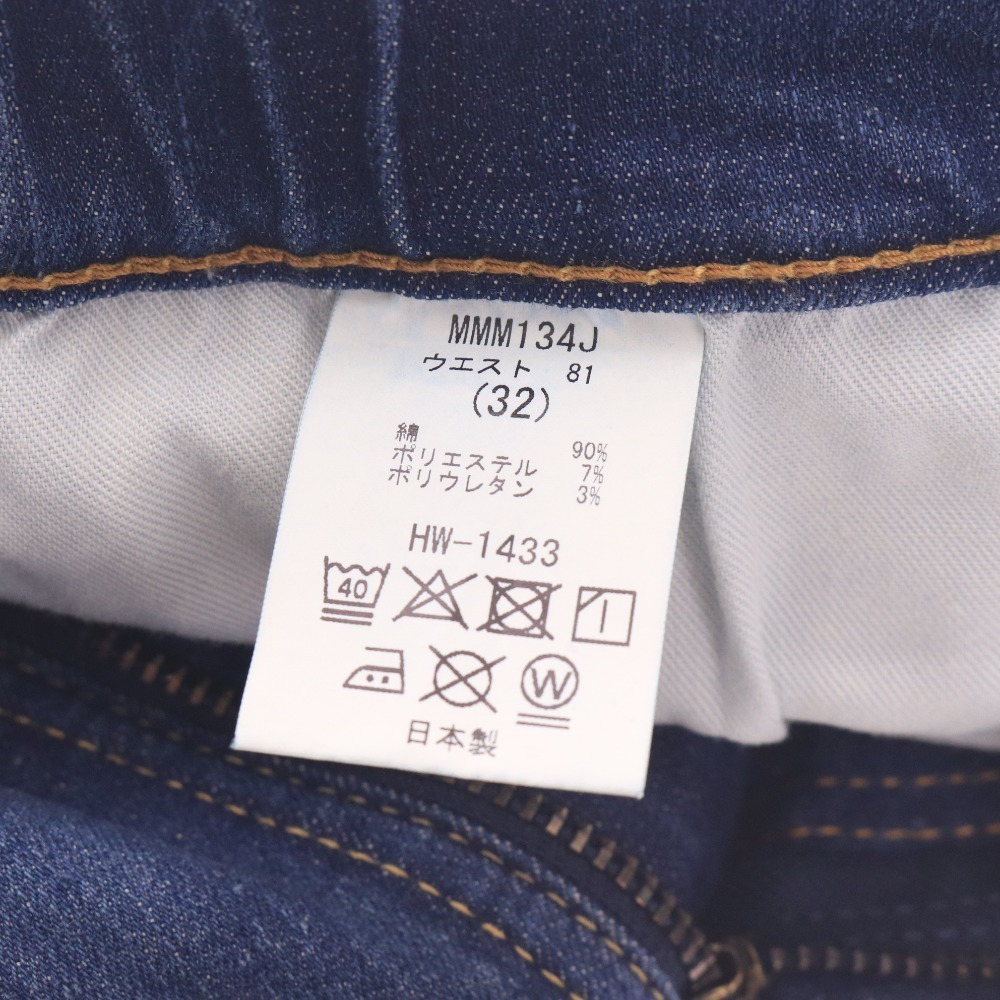 MMM134J
ウエスト 81
(32)
綿 90%
ポリエステル 7%
ポリウレタン 3%
HW-1433
40
W
日本製